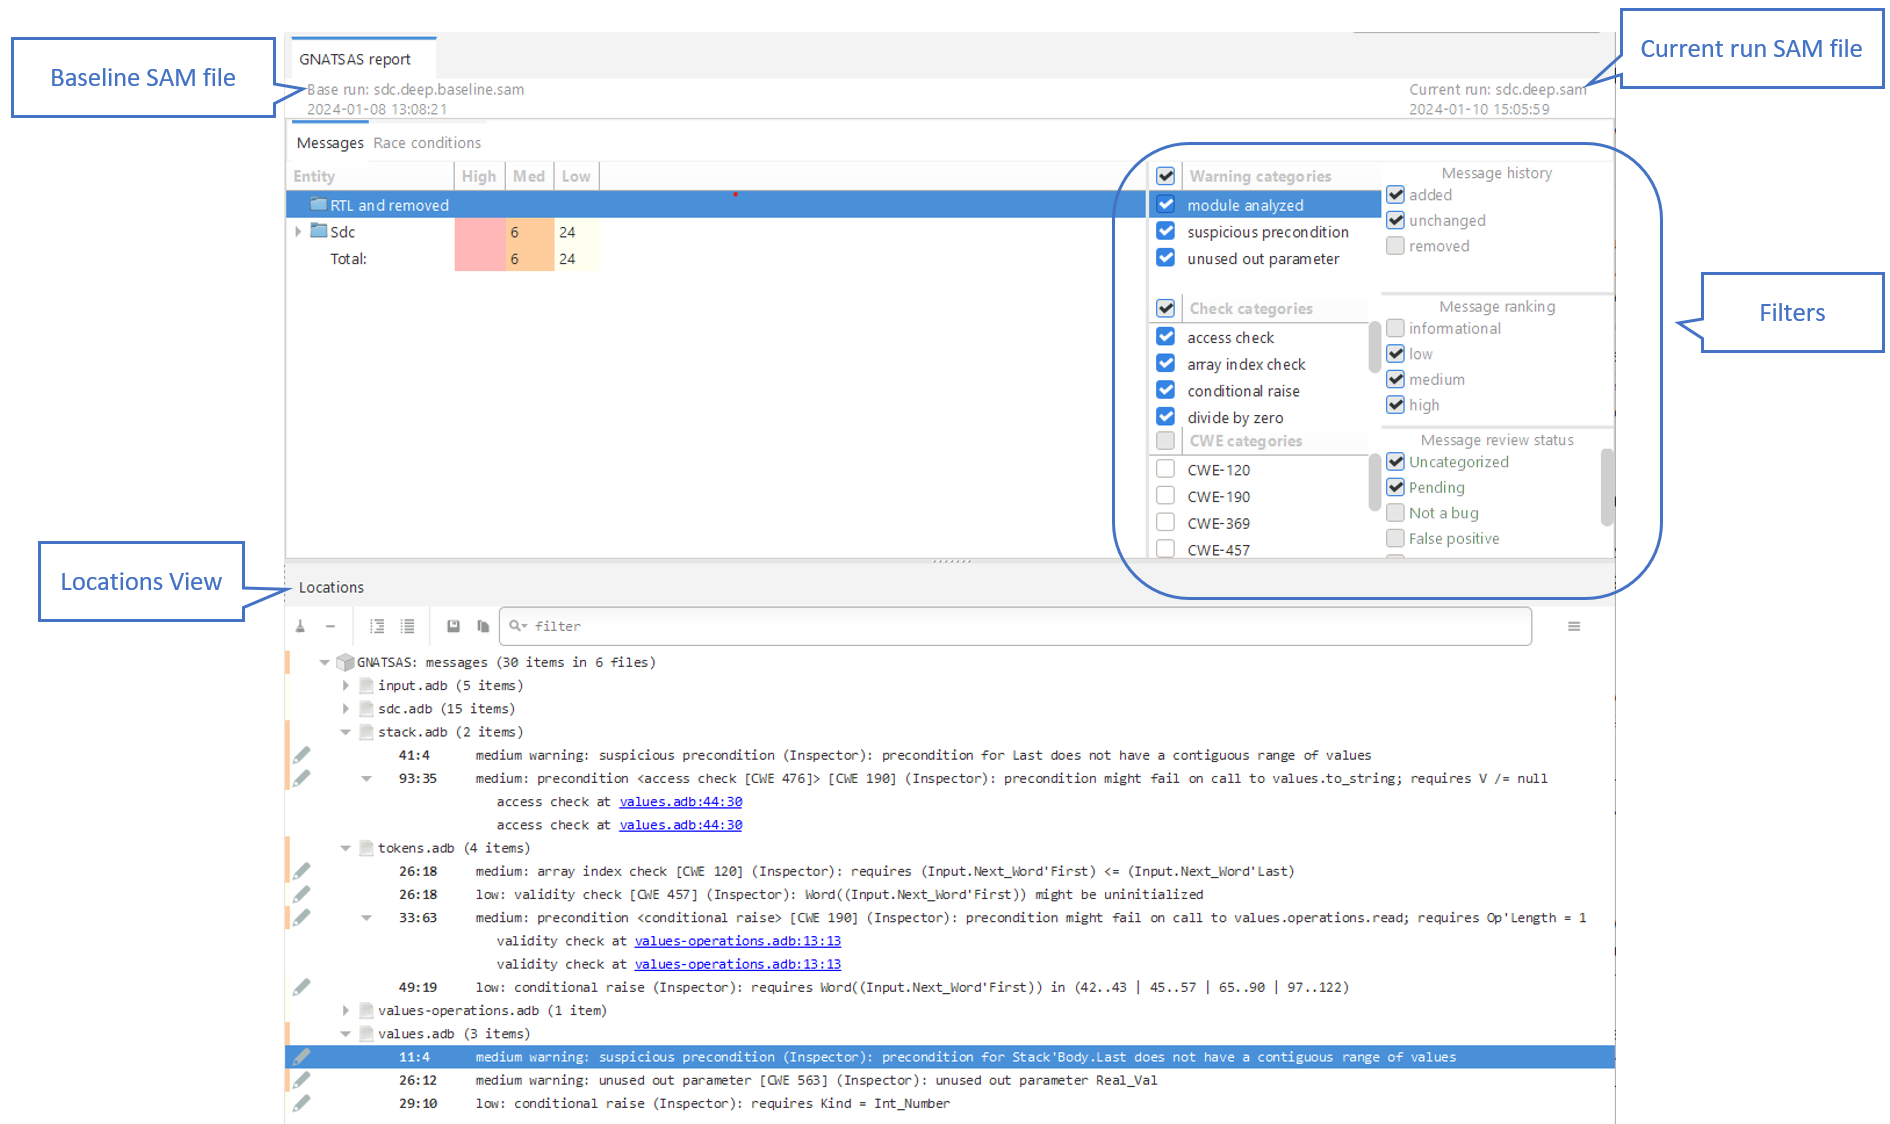 Baseline SAM file
Current run SAM file
GNATSAS report
Base run: sdc.deep.baseline.sam
2024-01-08 13:08:21
Current run: sdc.deep.sam
2024-01-10 15:05:59
Messages Race conditions
Entity High Med Low
RTL and removed
Sdc 6 24
Total: 6 24
Warning categories
module analyzed
suspicious precondition
unused out parameter
Message history
added
unchanged
removed
Check categories
access check
array index check
conditional raise
divide by zero
Message ranking
informational
low
medium
high
CWE categories
CWE-120
CWE-190
CWE-369
CWE-457
Message review status
Uncategorized
Pending
Not a bug
False positive
Filters
Locations View
Locations
filter
GNATSAS: messages (30 items in 6 files)
input.adb (5 items)
sdc.adb (15 items)
stack.adb (2 items)
41:4 medium warning: suspicious precondition (Inspector): precondition for Last does not have a contiguous range of values
93:35 medium: precondition <access check [CWE 476]> [CWE 190] (Inspector): precondition might fail on call to values.to_string; requires V /= null
access check at values.adb:44:30
access check at values.adb:44:30
tokens.adb (4 items)
26:18 medium: array index check [CWE 120] (Inspector): requires (Input.Next_Word'First) <= (Input.Next_Word'Last)
26:18 low: validity check [CWE 457] (Inspector): Word((Input.Next_Word'First)) might be uninitialized
33:63 medium: precondition <conditional raise> [CWE 190] (Inspector): precondition might fail on call to values.operations.read; requires Op'Length = 1
validity check at values-operations.adb:13:13
validity check at values-operations.adb:13:13
49:19 low: conditional raise (Inspector): requires Word((Input.Next_Word'First)) in (42..43 | 45..57 | 65..90 | 97..122)
values-operations.adb (1 item)
values.adb (3 items)
11:4 medium warning: suspicious precondition (Inspector): precondition for Stack'Body.Last does not have a contiguous range of values
26:12 medium warning: unused out parameter [CWE 563] (Inspector): unused out parameter Real_Val
29:10 low: conditional raise (Inspector): requires Kind = Int_Number